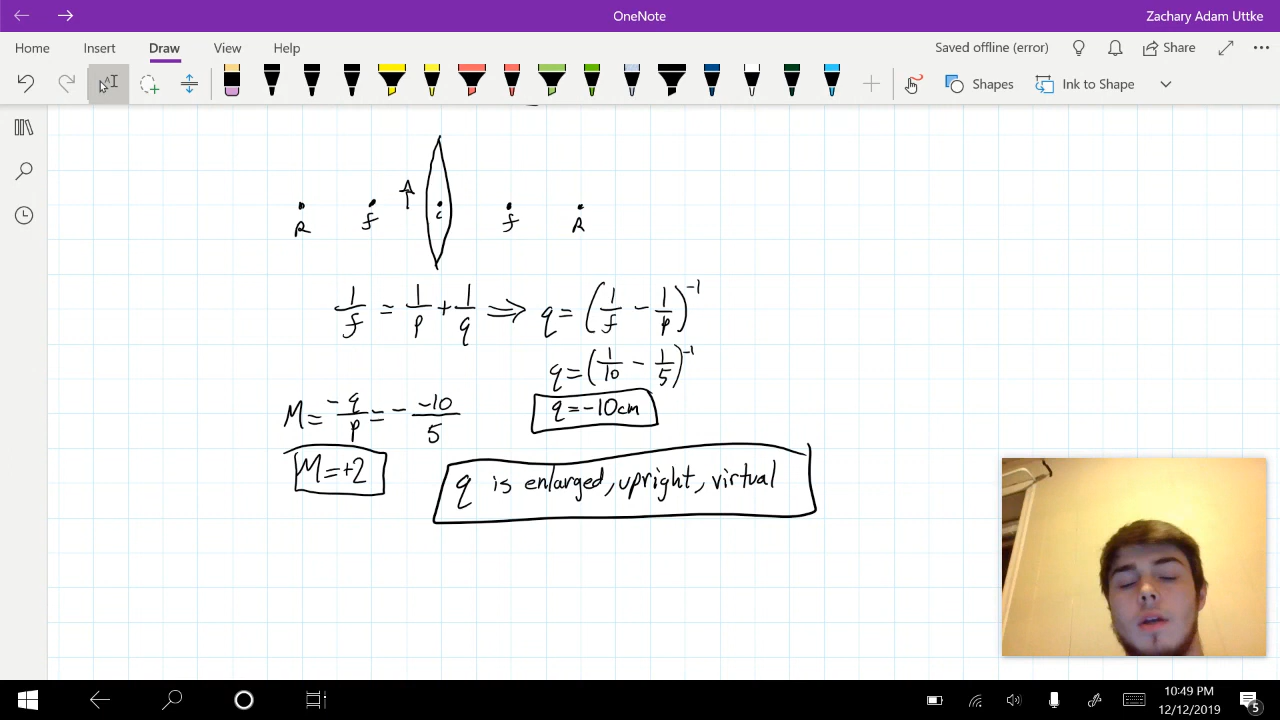 OneNote
Zachary Adam Uttke
Home Insert Draw View Help
Saved offline (error) Share
Shapes Ink to Shape
R f c f R
1/f = 1/p + 1/q ⇒ q = (1/f − 1/p)^-1
q = (1/10 − 1/5)^-1
M = -q/p = - -10/5
q = -10cm
M = +2
q is enlarged, upright, virtual
10:49 PM
12/12/2019
5